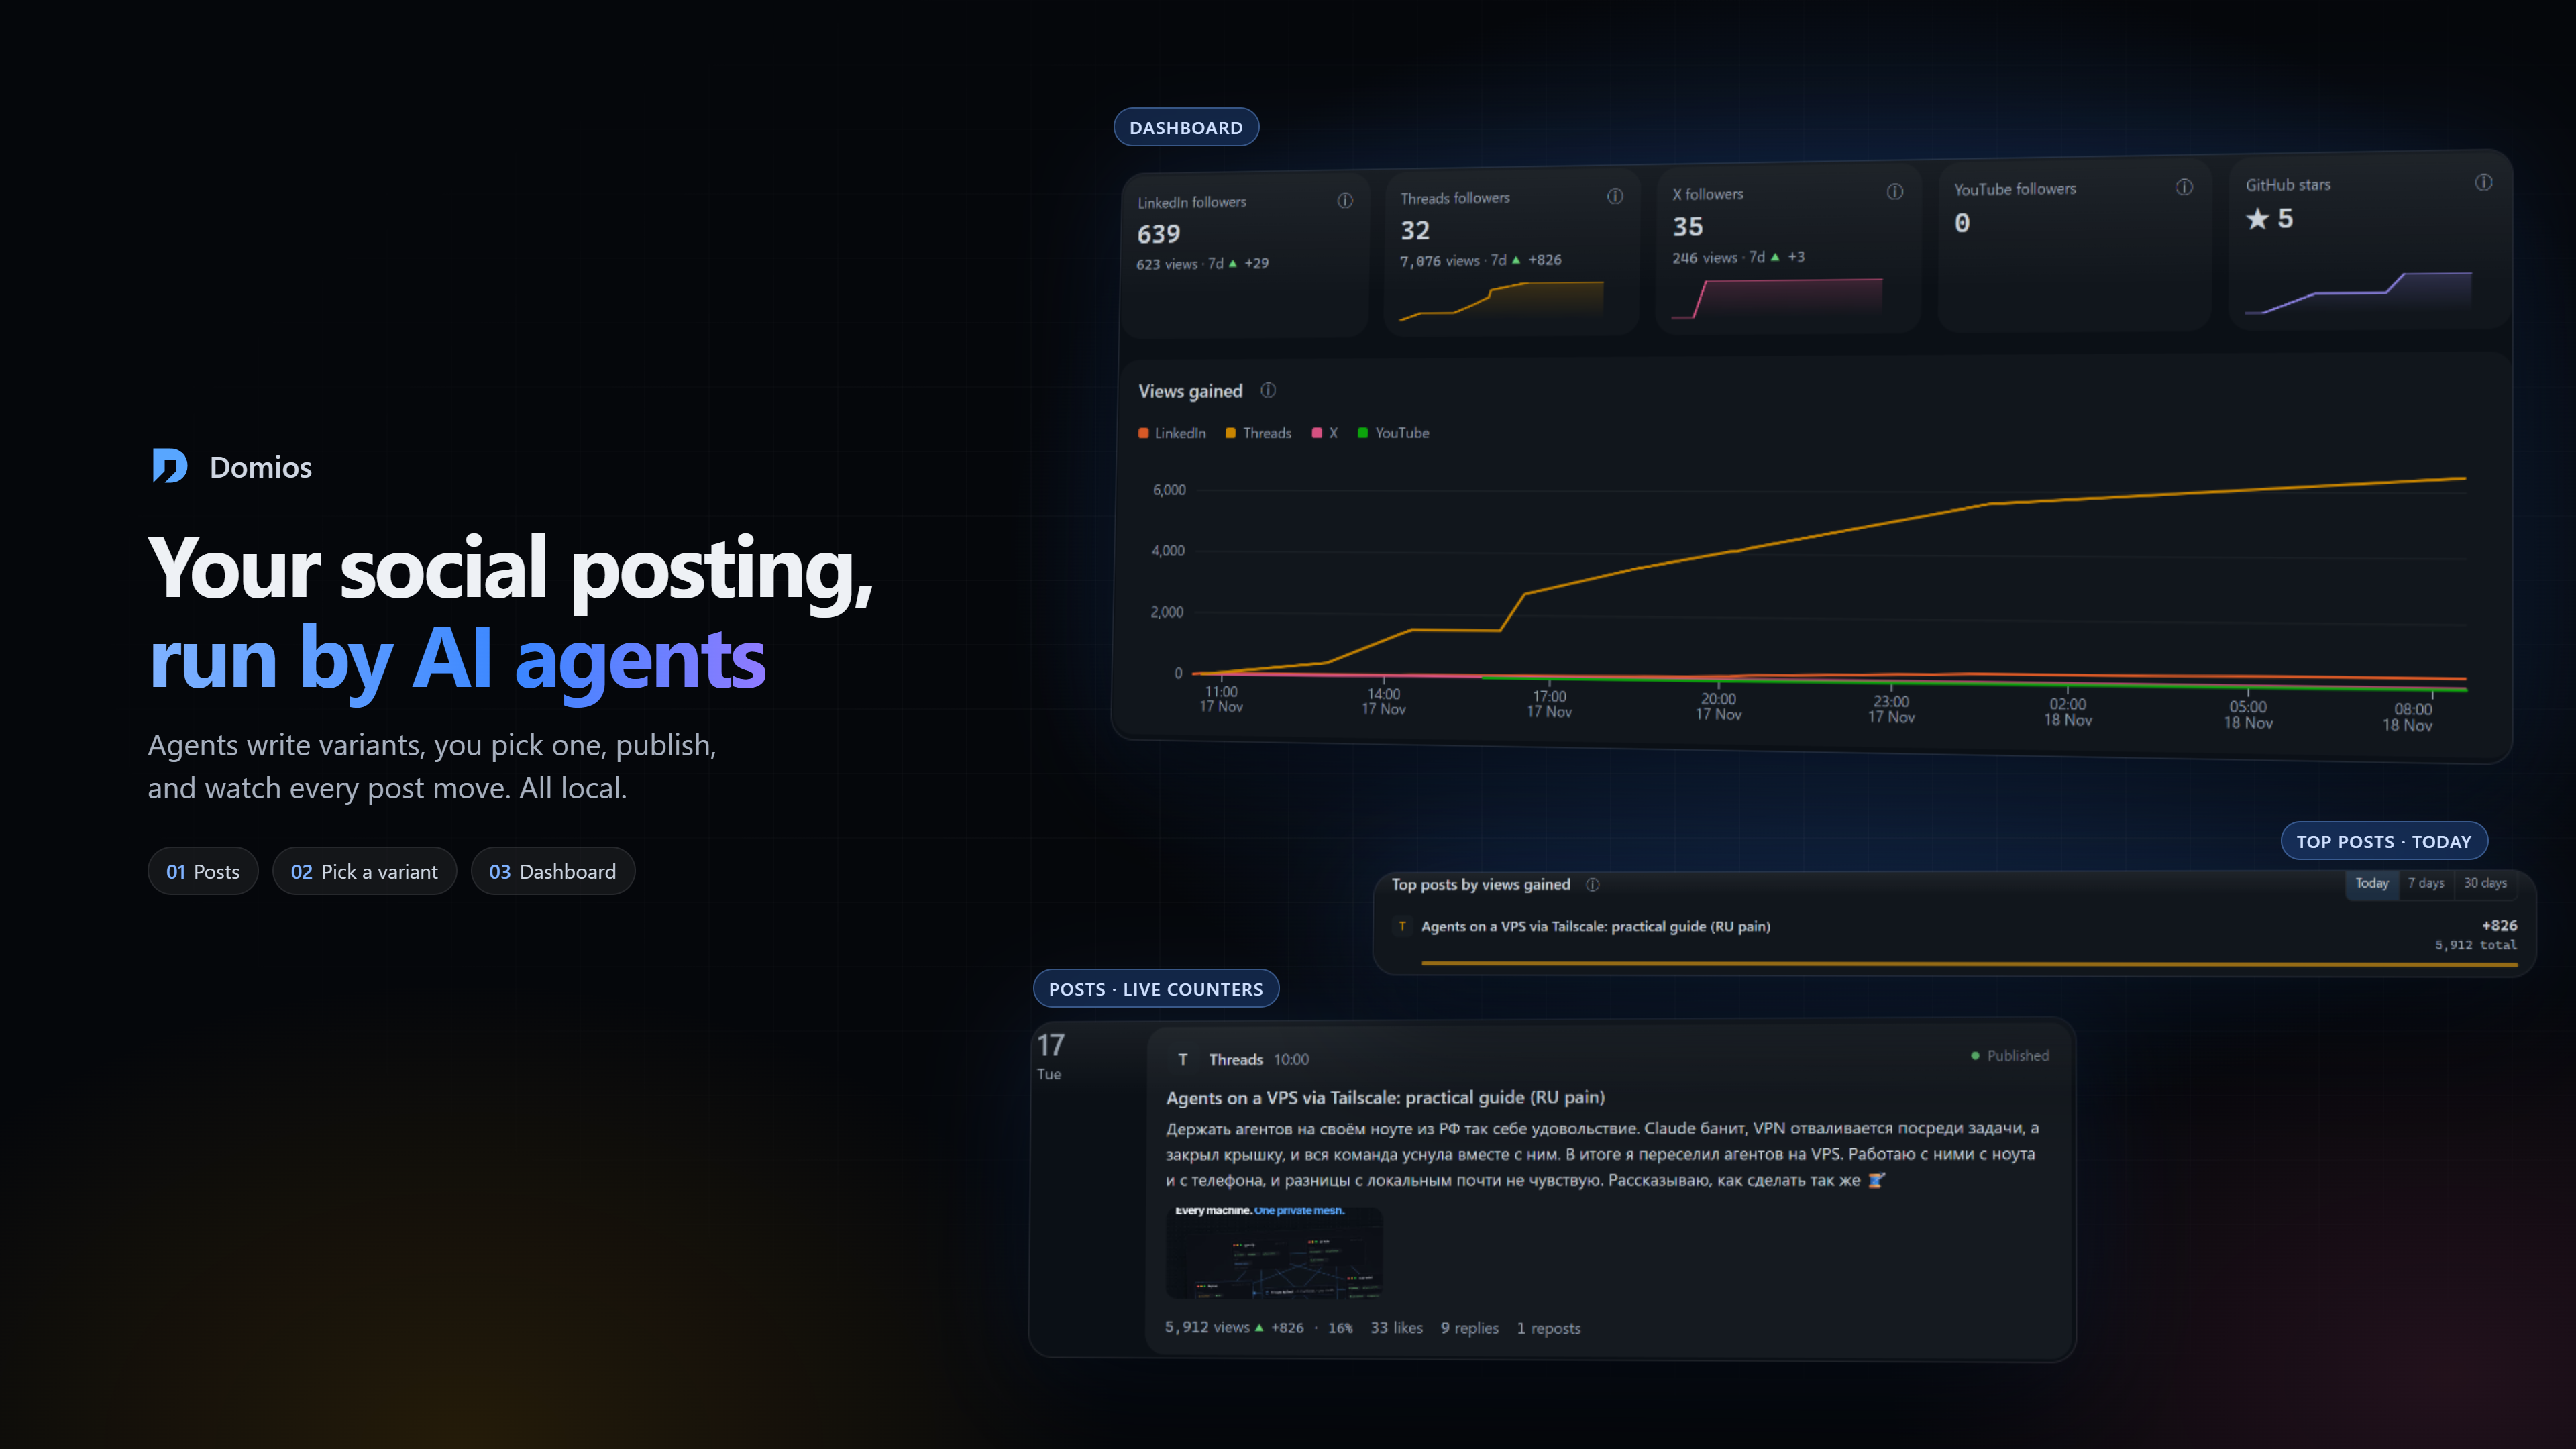 Domios
Your social posting,
run by AI agents
Agents write variants, you pick one, publish,
and watch every post move. All local.
01 Posts
02 Pick a variant
03 Dashboard
DASHBOARD
LinkedIn followers
639
623 views · 7d ▲ +29
Threads followers
32
7,076 views · 7d ▲ +826
X followers
35
246 views · 7d ▲ +3
YouTube followers
0
GitHub stars
★ 5
Views gained
LinkedIn
Threads
X
YouTube
6,000
4,000
2,000
0
11:00
17 Nov
14:00
17 Nov
17:00
17 Nov
20:00
17 Nov
23:00
17 Nov
02:00
18 Nov
05:00
18 Nov
08:00
18 Nov
TOP POSTS · TODAY
Top posts by views gained
Today
7 days
30 days
T
Agents on a VPS via Tailscale: practical guide (RU pain)
+826
5,912 total
POSTS · LIVE COUNTERS
17
Tue
T Threads 10:00
Published
Agents on a VPS via Tailscale: practical guide (RU pain)
Держать агентов на своём ноуте из РФ так себе удовольствие. Claude банит, VPN отваливается посреди задачи, а
закрыл крышку, и вся команда уснула вместе с ним. В итоге я переселил агентов на VPS. Работаю с ними с ноута
и с телефона, и разницы с локальным почти не чувствую. Рассказываю, как сделать так же
Every machine. One private mesh.
5,912 views ▲ +826 · 16% 33 likes 9 replies 1 reposts